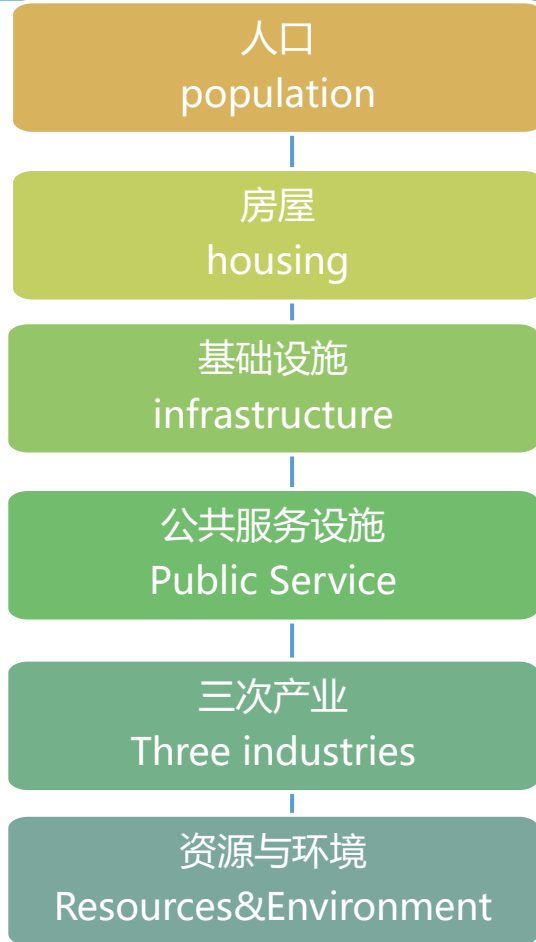 人口
population
房屋
housing
基础设施
infrastructure
公共服务设施
Public Service
三次产业
Three industries
资源与环境
Resources&Environment